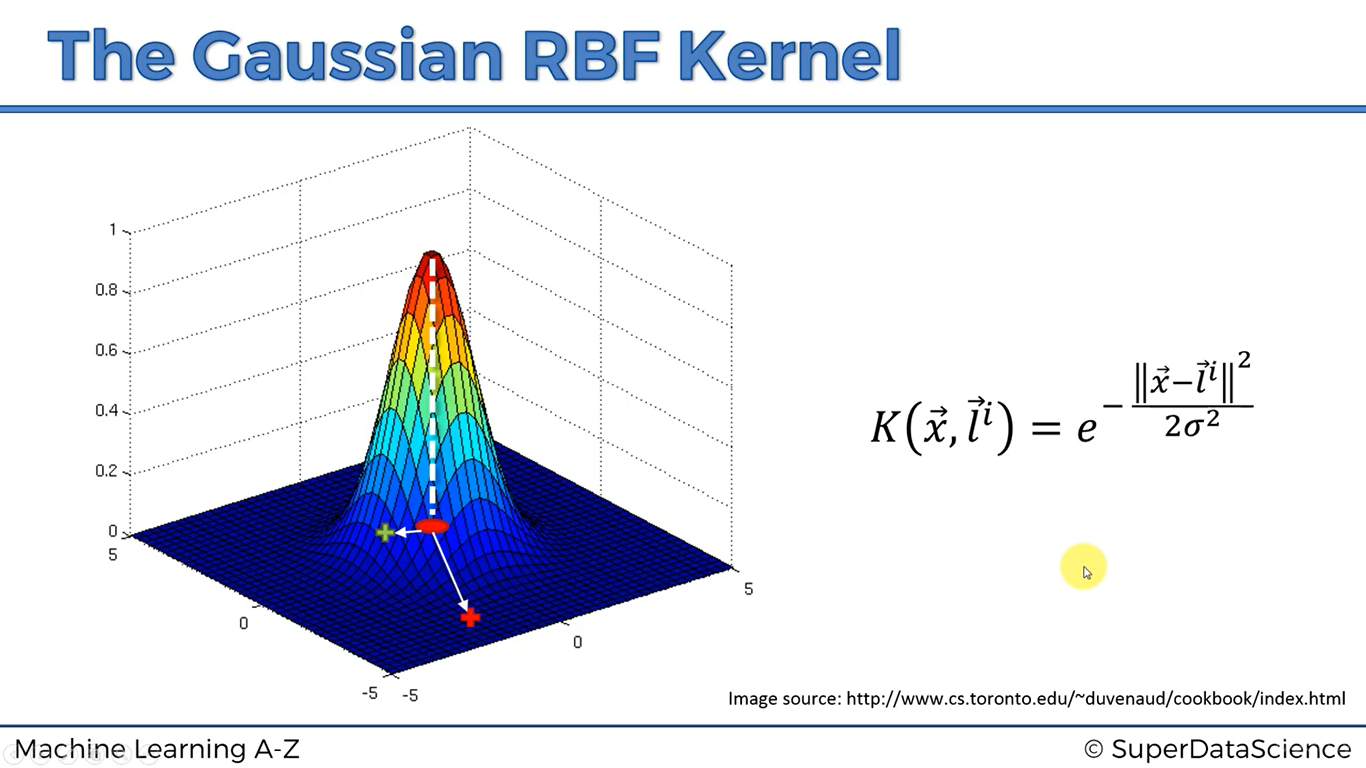 The Gaussian RBF Kernel
1
0.8
0.6
0.4
0.2
0
5
0
-5
-5
0
5
K(x⃗, l⃗ⁱ) = e^(−‖x⃗−l⃗ⁱ‖²/2σ²)
Image source: http://www.cs.toronto.edu/~duvenaud/cookbook/index.html
Machine Learning A-Z
© SuperDataScience